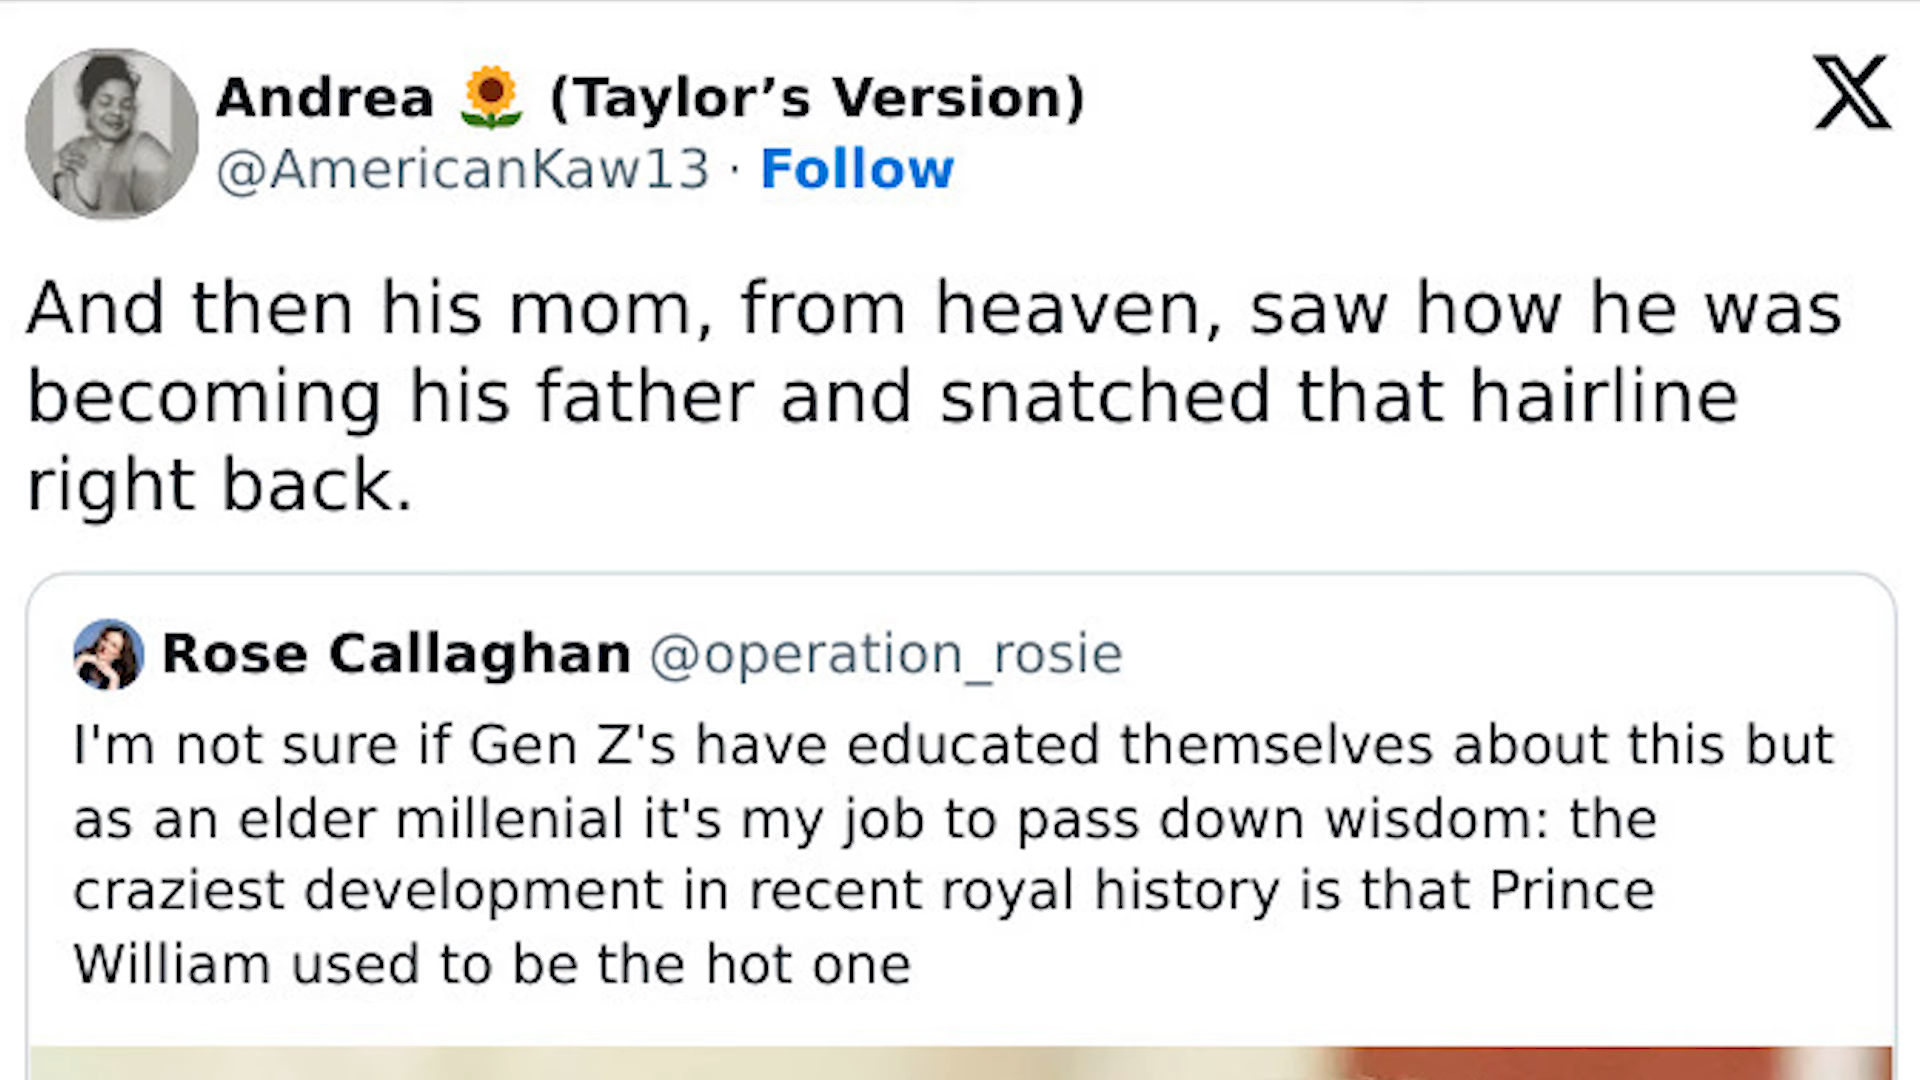 Andrea 🌻 (Taylor’s Version)
@AmericanKaw13 · Follow
And then his mom, from heaven, saw how he was
becoming his father and snatched that hairline
right back.
Rose Callaghan @operation_rosie
I'm not sure if Gen Z's have educated themselves about this but
as an elder millenial it's my job to pass down wisdom: the
craziest development in recent royal history is that Prince
William used to be the hot one